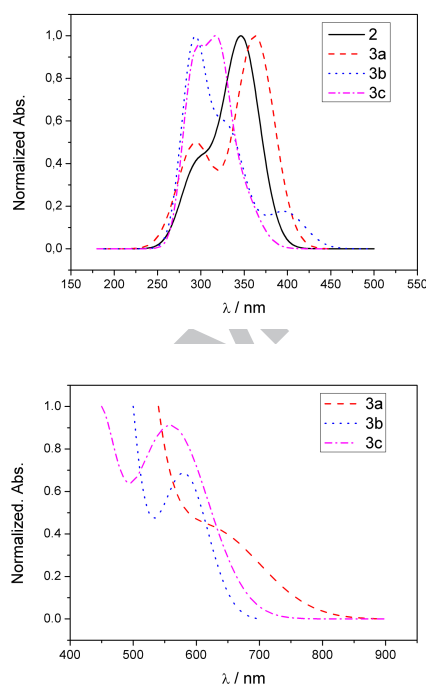 Normalized Abs.
1,0
0,8
0,6
0,4
0,2
0,0
2
3a
3b
3c
150 200 250 300 350 400 450 500 550
λ / nm
Normalized. Abs.
1.0
0.8
0.6
0.4
0.2
0.0
3a
3b
3c
400 500 600 700 800 900
λ / nm